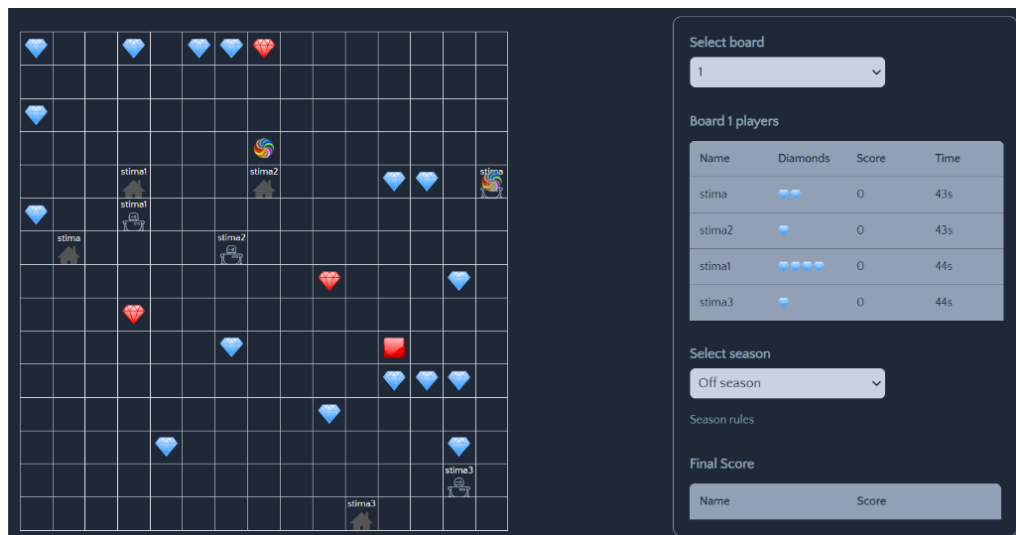 stima1
stima2
stima
stima1
stima
stima2
stima3
stima3
Select board
1
Board 1 players
Name Diamonds Score Time
stima 0 43s
stima2 0 43s
stima1 0 44s
stima3 0 44s
Select season
Off season
Season rules
Final Score
Name Score